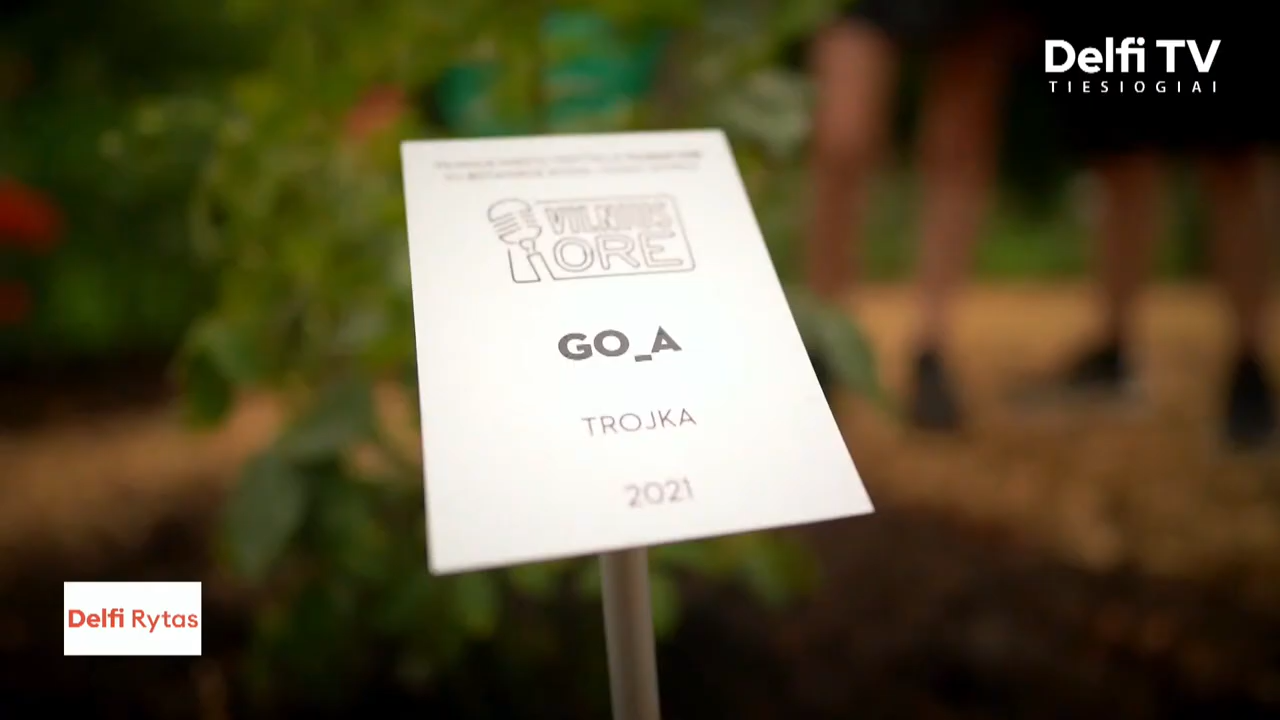 Delfi TV
TIESIOGIAI
VILNIUS
ORE
GO_A
TROJKA
2021
Delfi Rytas